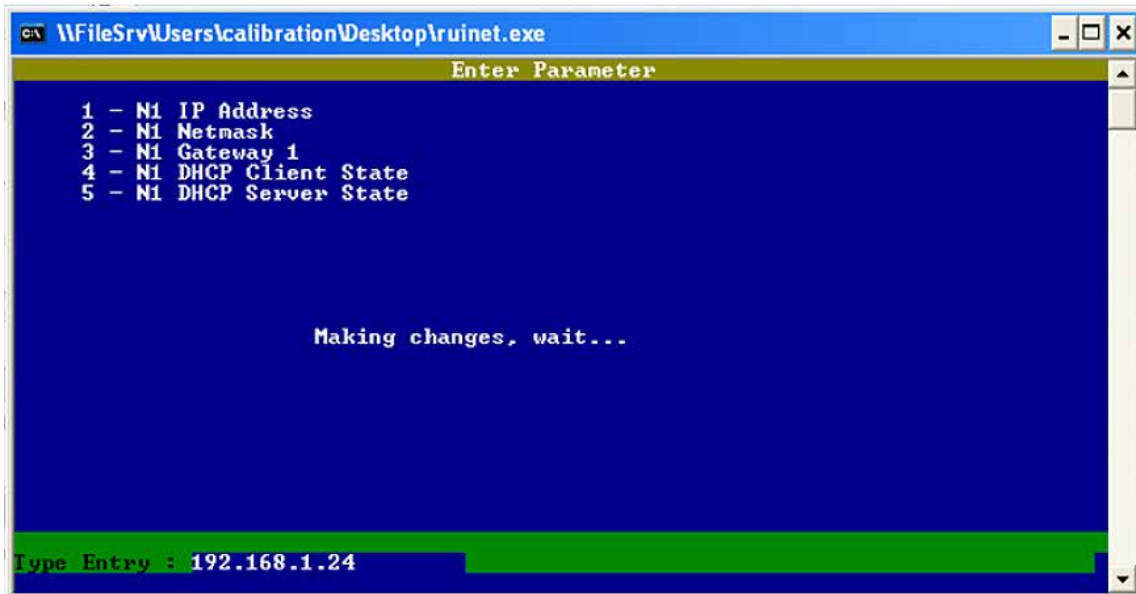 \\FileSrv\Users\calibration\Desktop\ruinet.exe
Enter Parameter
1 - N1 IP Address
2 - N1 Netmask
3 - N1 Gateway 1
4 - N1 DHCP Client State
5 - N1 DHCP Server State
Making changes, wait...
Type Entry : 192.168.1.24